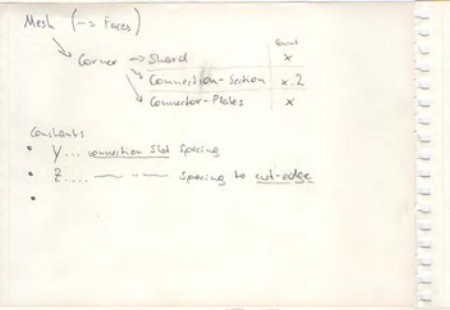 Mesh (-> Faces)
Count
Corner -> Shard x
Connection-Section x.2
Connector-Plates x
Constants
• Y... connection Slot spacing
• Z.... — " — spacing to cut-edge
•